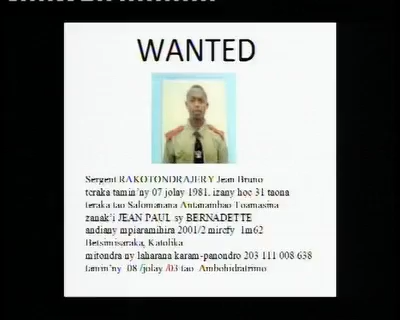 WANTED
Sergent RAKOTONDRAJERY Jean Bruno
teraka tamin'ny 07 jolay 1981, izany hoe 31 taona
teraka tao Salomanana Antanambao Toamasina
zanak'i JEAN PAUL sy BERNADETTE
andiany mpiaramihira 2001/2 mirefy 1m62
Betsimisaraka, Katolika
mitondra ny laharana karam-panondro 203 111 008.638
tamin'ny 08 /jolay /03 tao Ambohidratrimo